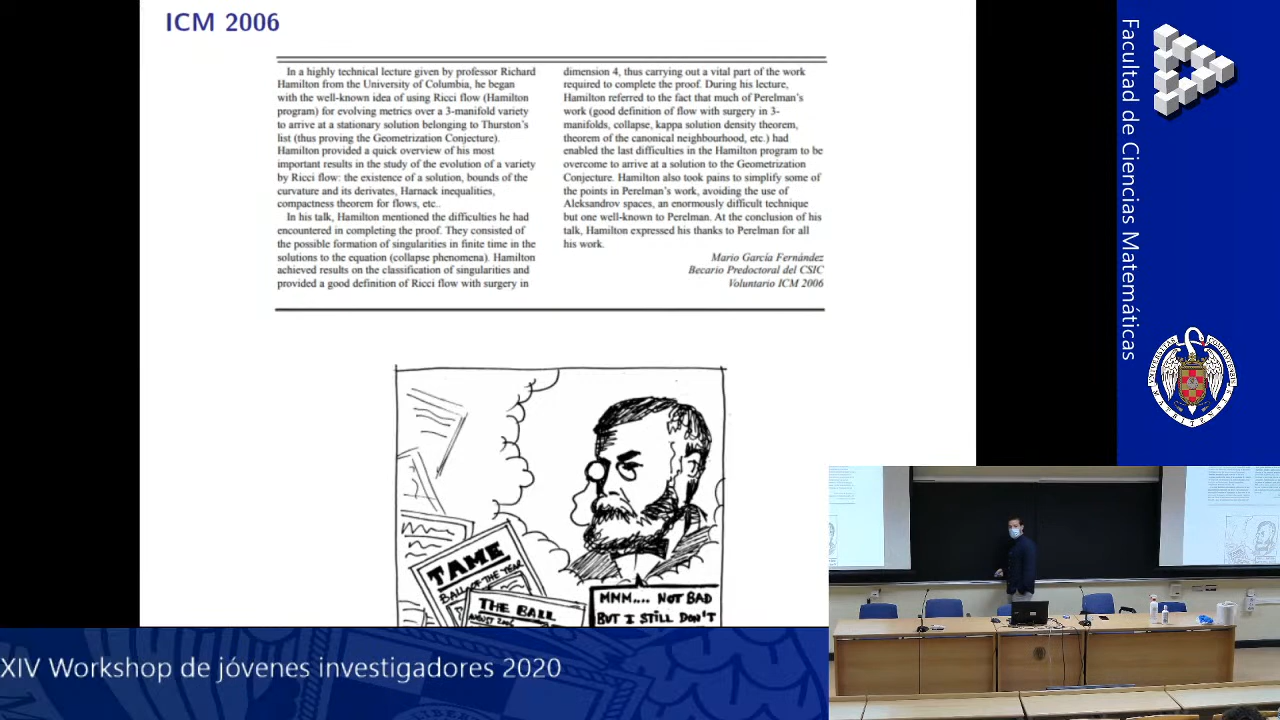 ICM 2006
In a highly technical lecture given by professor Richard
Hamilton from the University of Columbia, he began
with the well-known idea of using Ricci flow (Hamilton
program) for evolving metrics over a 3-manifold variety
to arrive at a stationary solution belonging to Thurston's
list (thus proving the Geometrization Conjecture).
Hamilton provided a quick overview of his most
important results in the study of the evolution of a variety
by Ricci flow: the existence of a solution, bounds of the
curvature and its derivates, Harnack inequalities,
compactness theorem for flows, etc..
In his talk, Hamilton mentioned the difficulties he had
encountered in completing the proof. They consisted of
the possible formation of singularities in finite time in the
solutions to the equation (collapse phenomena). Hamilton
achieved results on the classification of singularities and
provided a good definition of Ricci flow with surgery in
dimension 4, thus carrying out a vital part of the work
required to complete the proof. During his lecture,
Hamilton referred to the fact that much of Perelman's
work (good definition of flow with surgery in 3-
manifolds, collapse, kappa solution density theorem,
theorem of the canonical neighbourhood, etc.) had
enabled the last difficulties in the Hamilton program to be
overcome to arrive at a solution to the Geometrization
Conjecture. Hamilton also took pains to simplify some of
the points in Perelman's work, avoiding the use of
Aleksandrov spaces, an enormously difficult technique
but one well-known to Perelman. At the conclusion of his
talk, Hamilton expressed his thanks to Perelman for all
his work.
Mario García Fernández
Becario Predoctoral del CSIC
Voluntario ICM 2006
TAME
BALL OF THE YEAR
THE BALL
AUGUST 2006
MMM.... NOT BAD
BUT I STILL DON'T
Facultad de Ciencias Matemáticas
XIV Workshop de jóvenes investigadores 2020